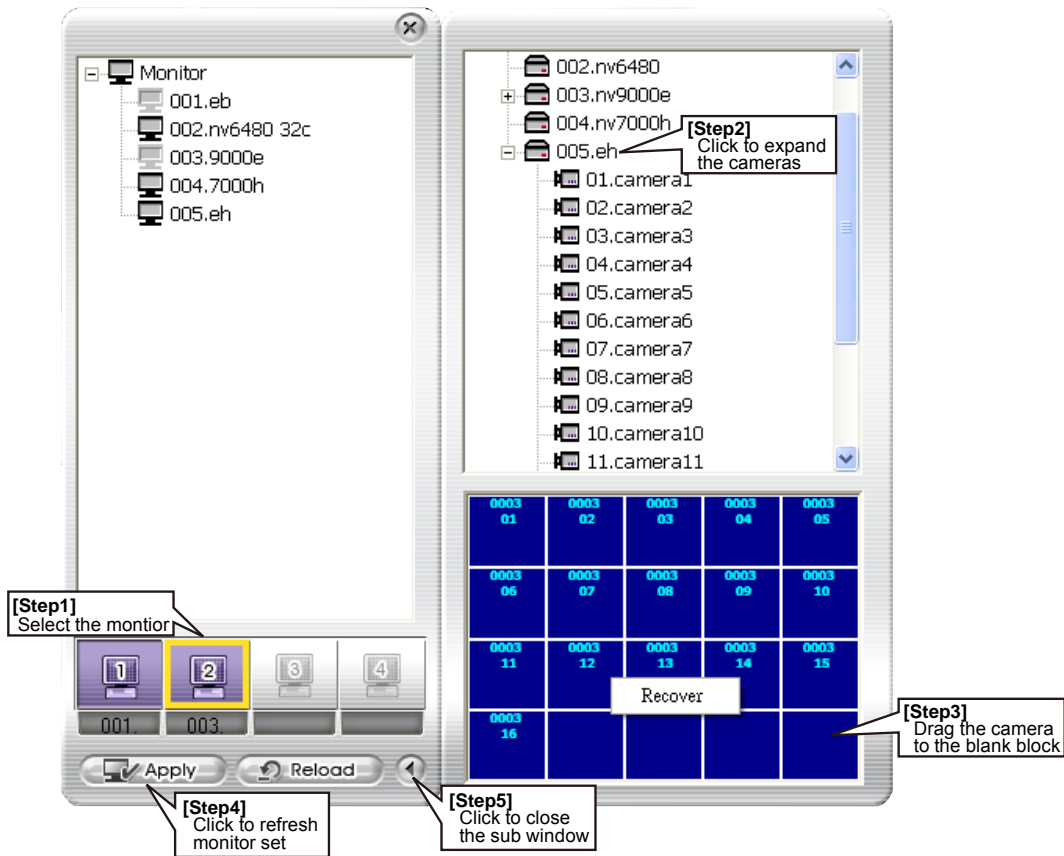 Monitor
001.eb
002.nv6480 32c
003.9000e
004.7000h
005.eh
002.nv6480
003.nv9000e
004.nv7000h
005.eh
[Step2]
Click to expand
the cameras
01.camera1
02.camera2
03.camera3
04.camera4
05.camera5
06.camera6
07.camera7
08.camera8
09.camera9
10.camera10
11.camera11
0003 0003 0003 0003 0003
01 02 03 04 05
0003 0003 0003 0003 0003
06 07 08 09 10
0003 0003 0003 0003 0003
11 12 13 14 15
Recover
0003
16
[Step1]
Select the montior
1 2 3 4
001. 003.
[Step3]
Drag the camera
to the blank block
Apply Reload
[Step4]
Click to refresh
monitor set
[Step5]
Click to close
the sub window